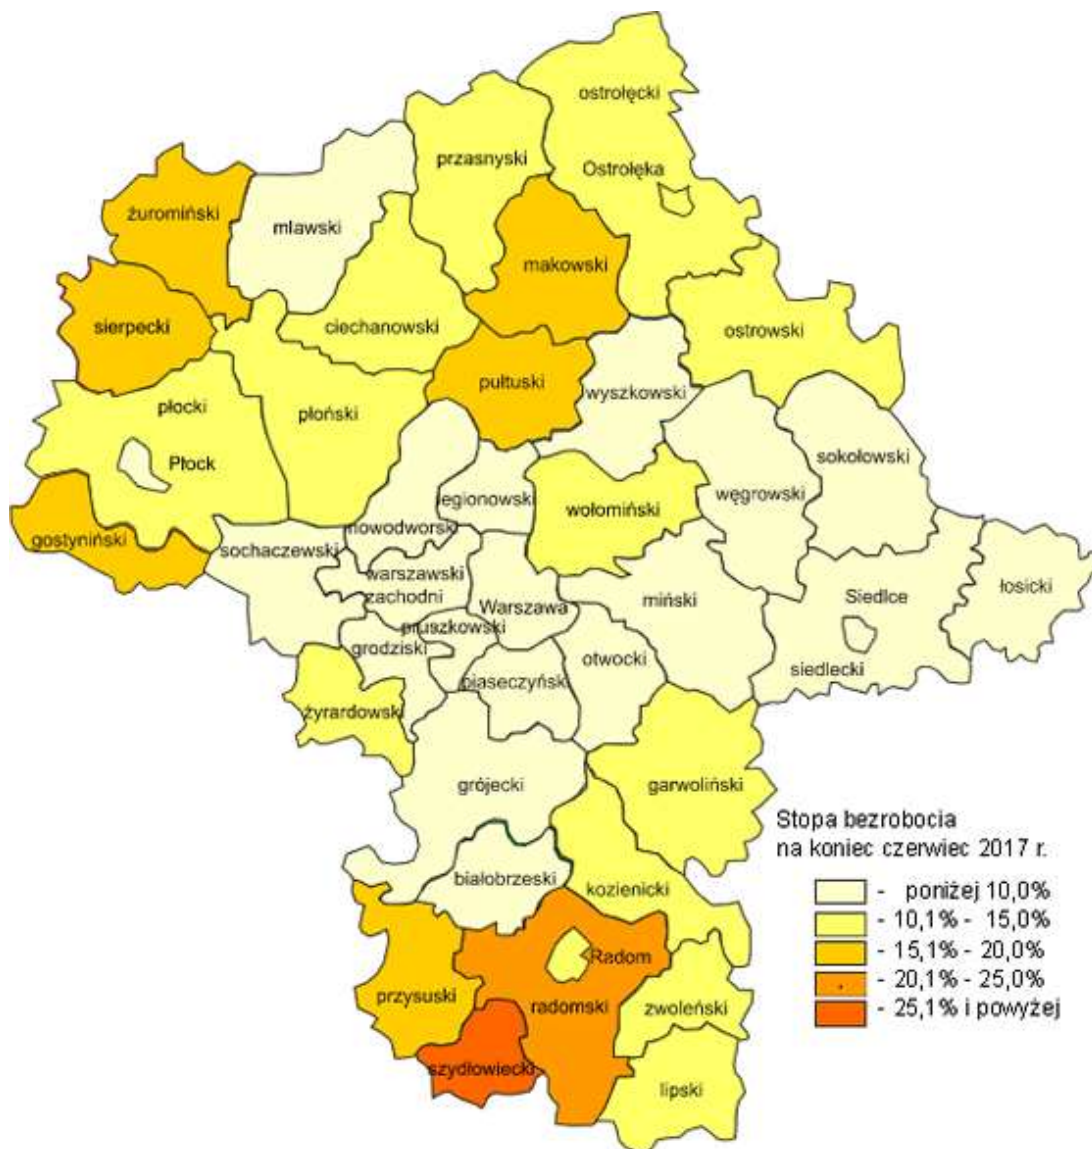 ostrołęcki
przasnyski
Ostrołęka
żuromiński
mlawski
makowski
sierpecki
ciechanowski
ostrowski
pułtuski
wyszkowski
płocki
płoński
Płock
sokołowski
legionowski
węgrowski
wołomiński
nowodworski
gostyniński
sochaczewski
warszawski
zachodni
Warszawa
miński
Siedlce
łosicki
pruszkowski
grodziski
otwocki
siedlecki
piaseczyński
żyrardowski
grójecki
garwoliński
białobrzeski
kozienicki
Radom
przysuski
radomski
zwoleński
szydłowiecki
lipski
Stopa bezrobocia
na koniec czerwiec 2017 r.
- poniżej 10,0%
- 10,1% - 15,0%
- 15,1% - 20,0%
- 20,1% - 25,0%
- 25,1% i powyżej